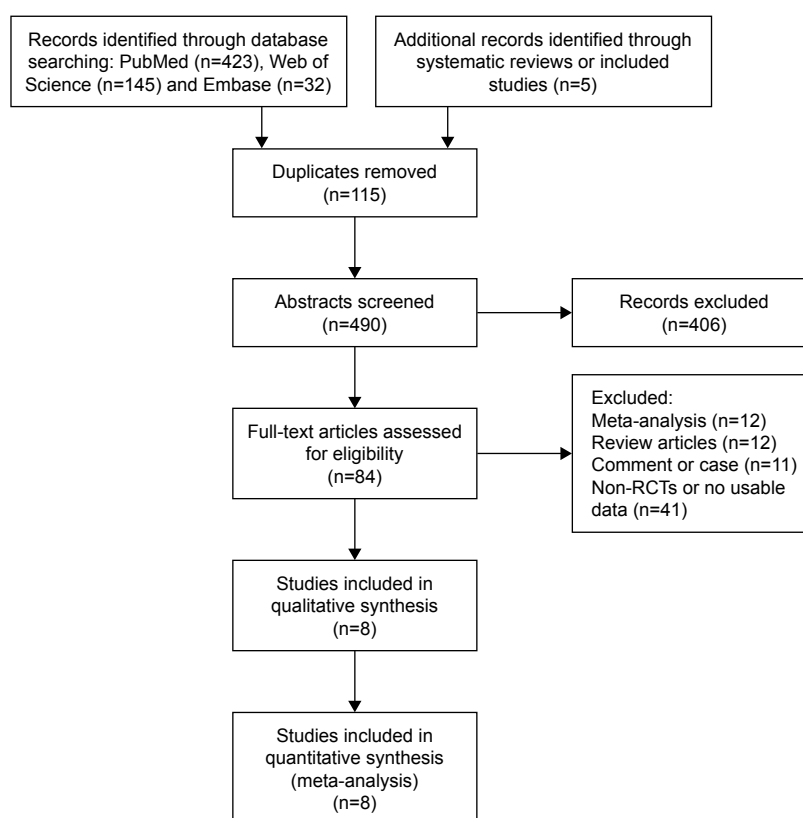 Records identified through database
searching: PubMed (n=423), Web of
Science (n=145) and Embase (n=32)
Additional records identified through
systematic reviews or included
studies (n=5)
Duplicates removed
(n=115)
Abstracts screened
(n=490)
Records excluded
(n=406)
Full-text articles assessed
for eligibility
(n=84)
Excluded:
Meta-analysis (n=12)
Review articles (n=12)
Comment or case (n=11)
Non-RCTs or no usable
data (n=41)
Studies included in
qualitative synthesis
(n=8)
Studies included in
quantitative synthesis
(meta-analysis)
(n=8)